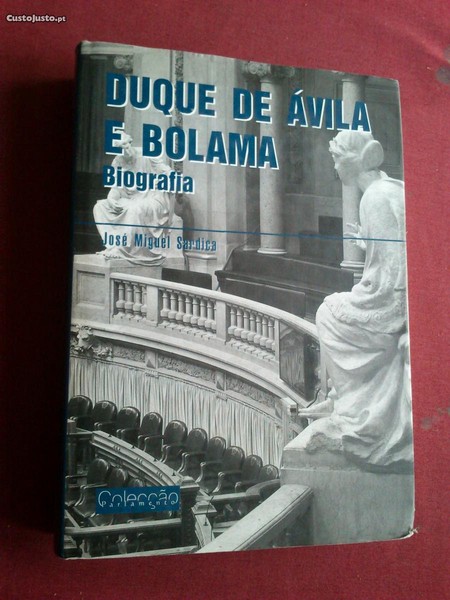 CustoJusto.pt
DUQUE DE ÁVILA
E BOLAMA
Biografia
José Miguel Sardica
Colecção
Parlamento